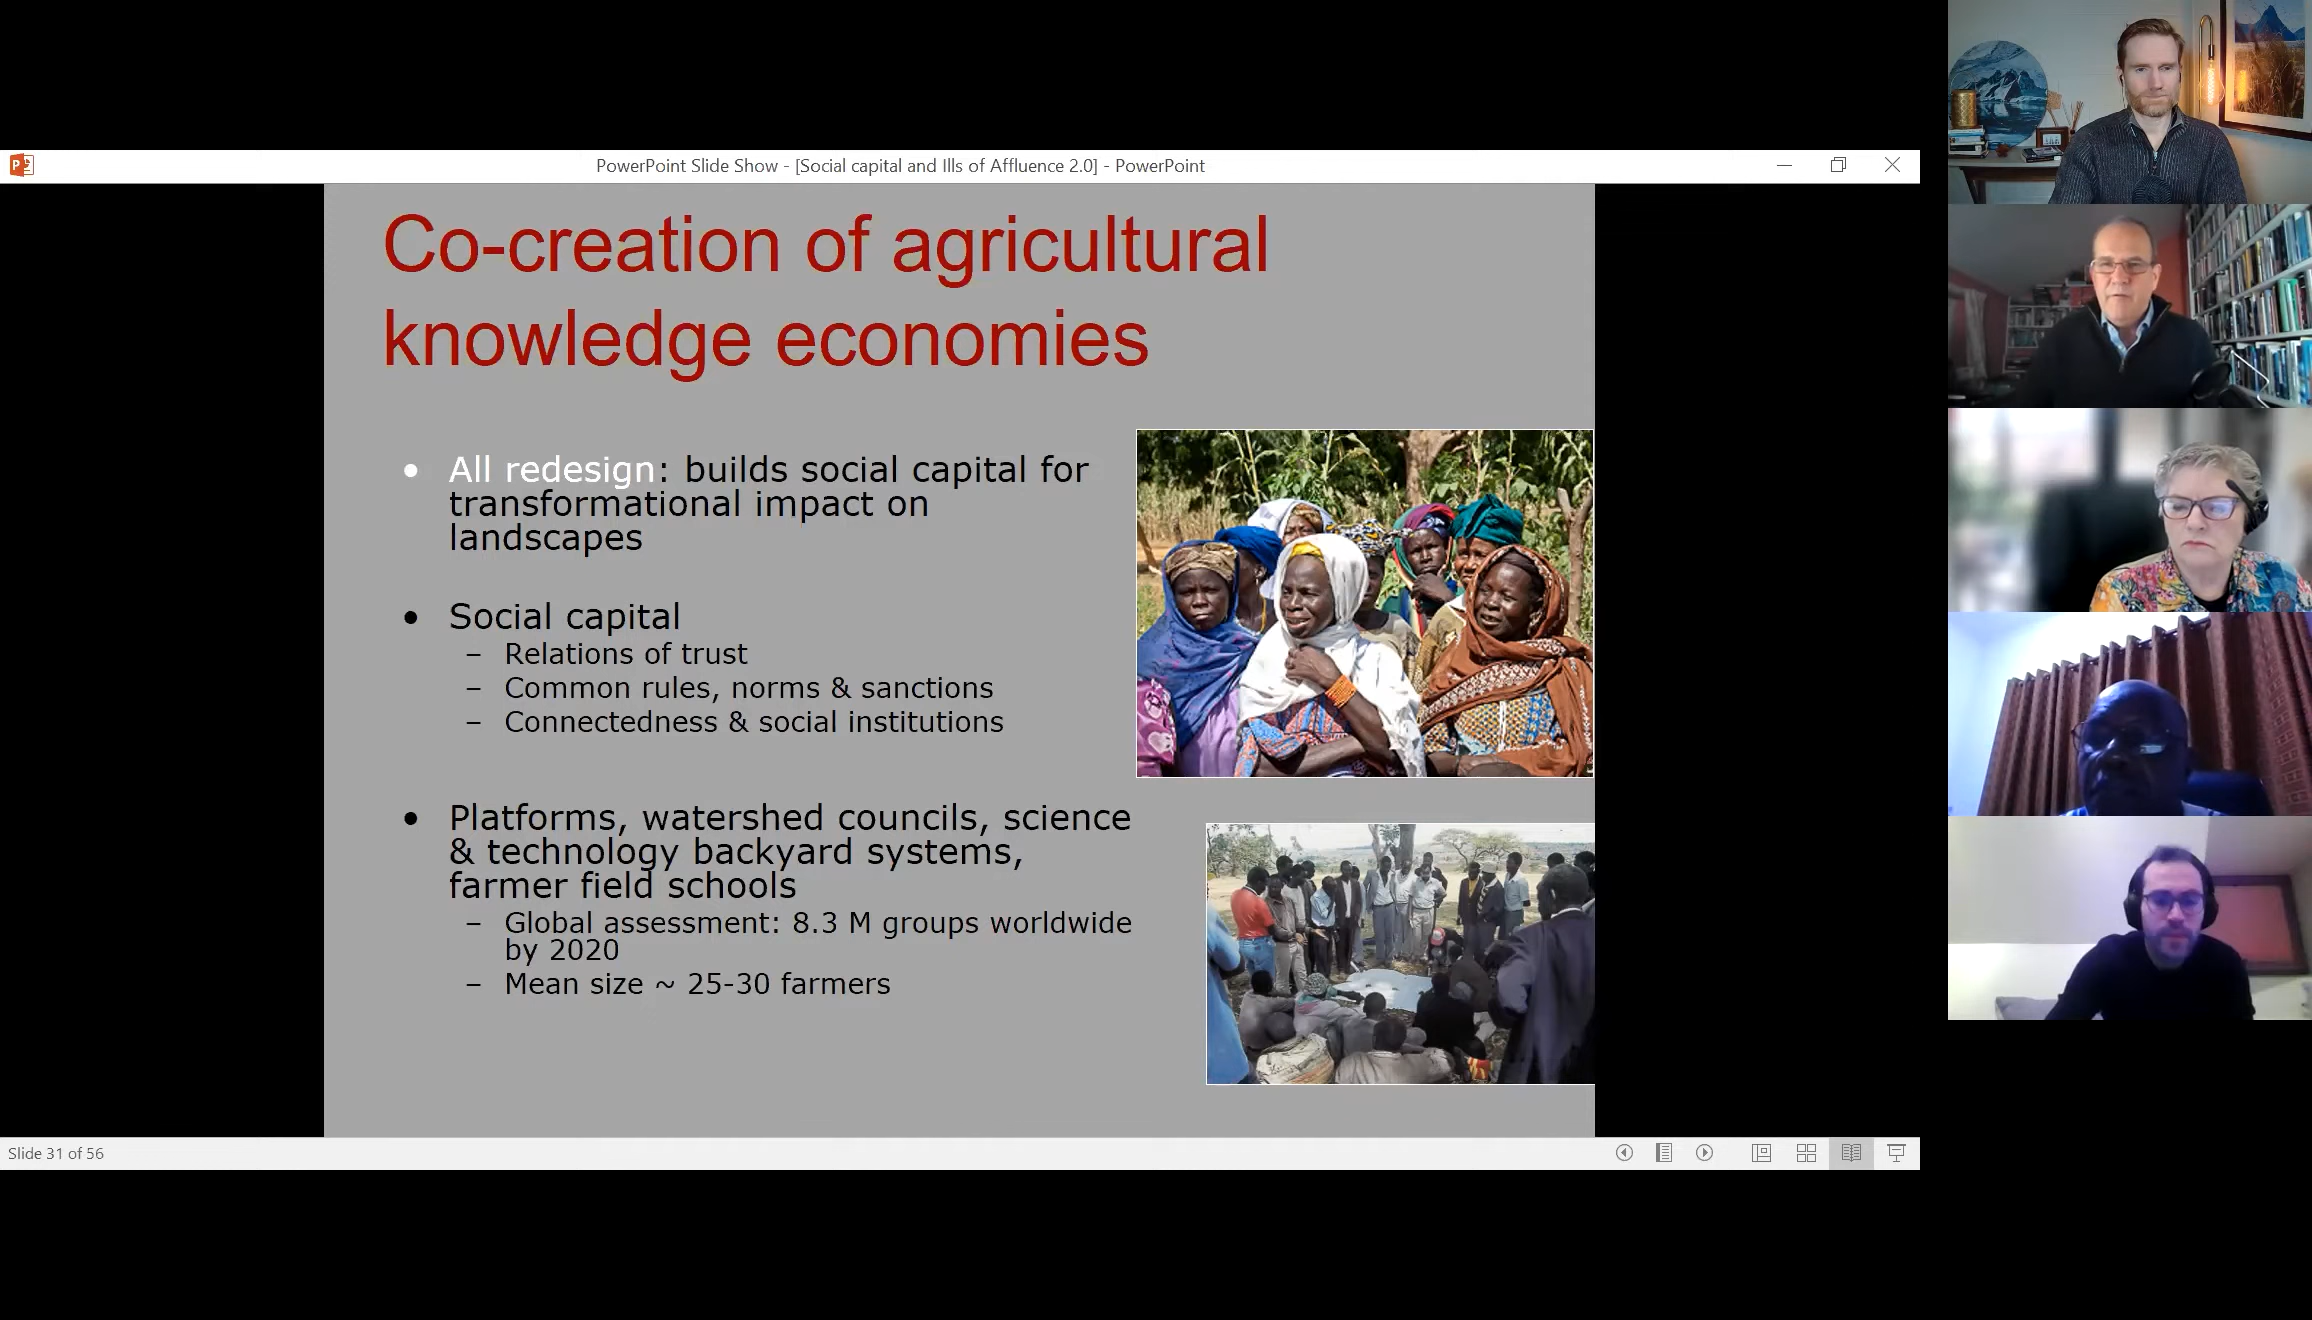 PowerPoint Slide Show - [Social capital and Ills of Affluence 2.0] - PowerPoint
Co-creation of agricultural
knowledge economies
• All redesign: builds social capital for
transformational impact on
landscapes
• Social capital
– Relations of trust
– Common rules, norms & sanctions
– Connectedness & social institutions
• Platforms, watershed councils, science
& technology backyard systems,
farmer field schools
– Global assessment: 8.3 M groups worldwide
by 2020
– Mean size ~ 25-30 farmers
Slide 31 of 56